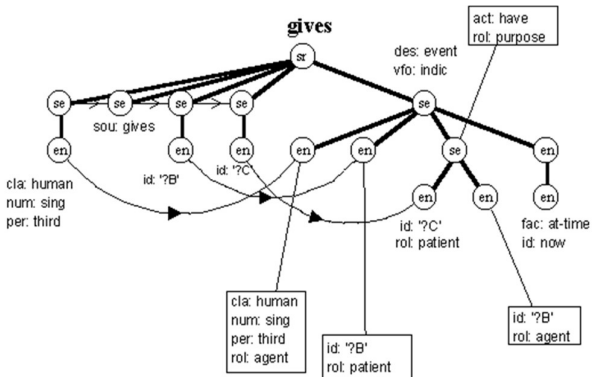 gives
act: have
rol: purpose
des: event
vfo: indic
sr
se
se
se
se
se
sou: gives
en
en
en
en
en
se
en
cla: human
num: sing
per: third
id: '?B'
id: '?C'
en
en
en
id: '?C'
rol: patient
fac: at-time
id: now
cla: human
num: sing
per: third
rol: agent
id: '?B'
rol: patient
id: '?B'
rol: agent